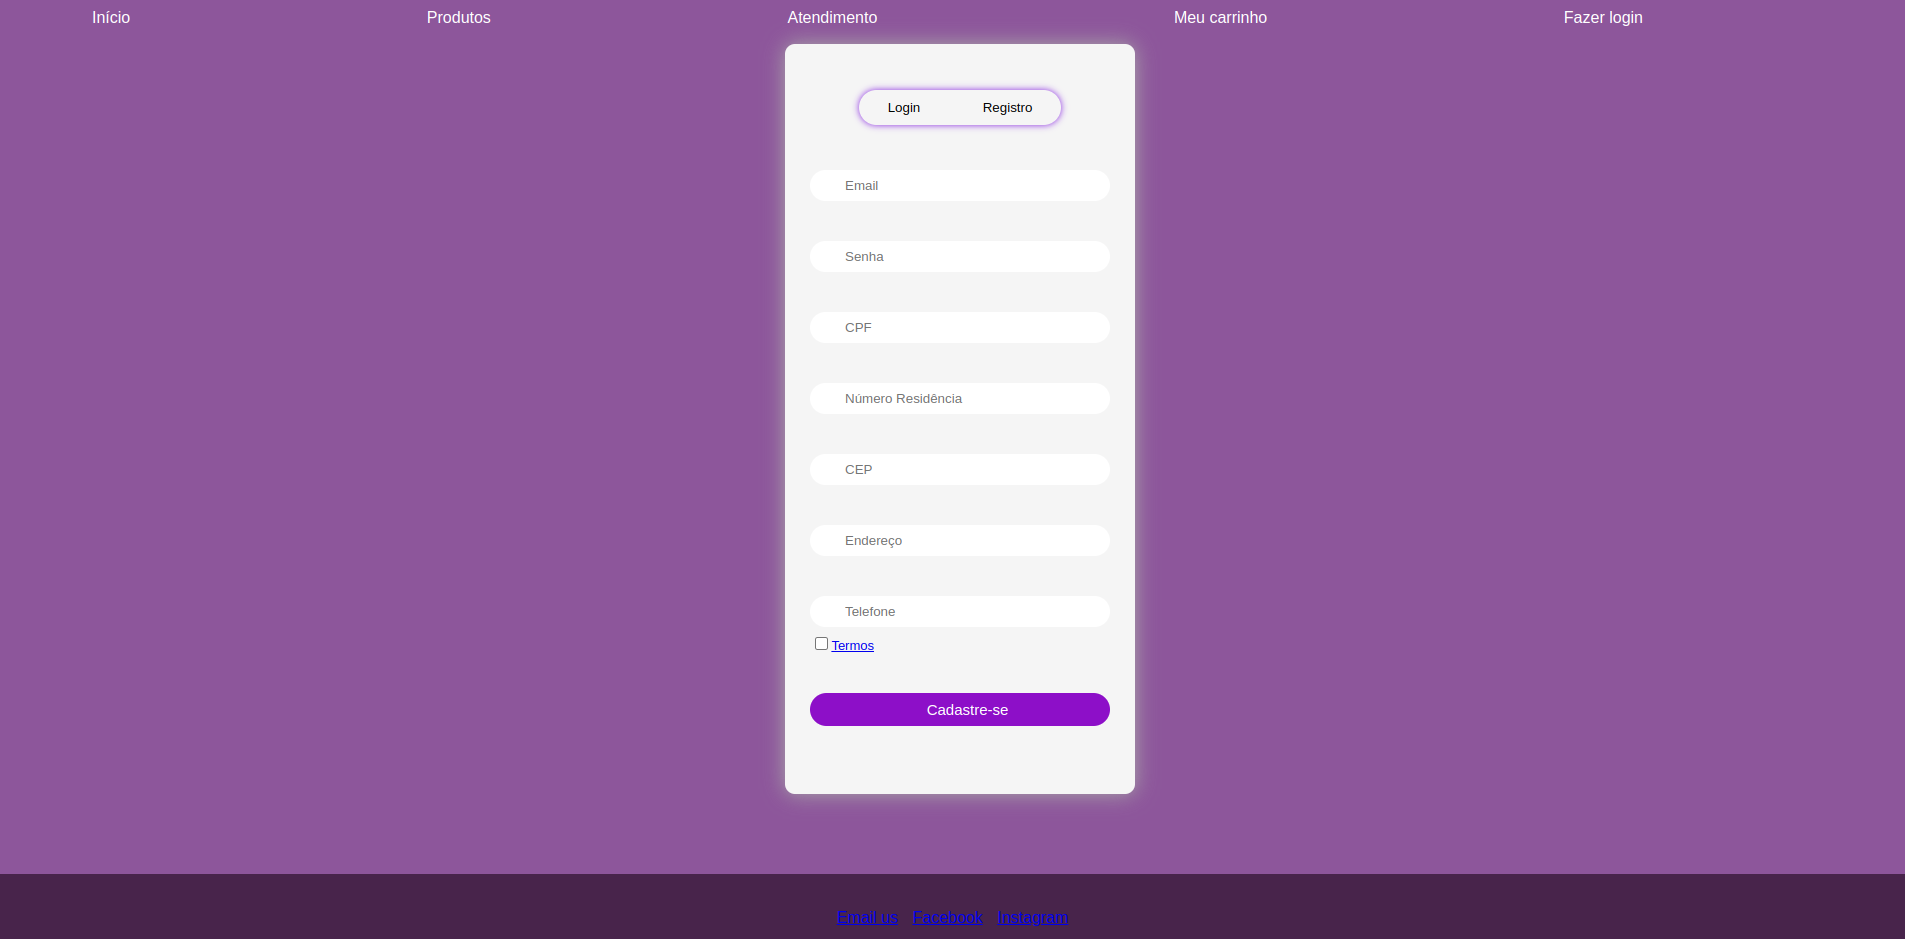 Início Produtos Atendimento Meu carrinho Fazer login
Login Registro
Email
Senha
CPF
Número Residência
CEP
Endereço
Telefone
Termos
Cadastre-se
Email us Facebook Instagram